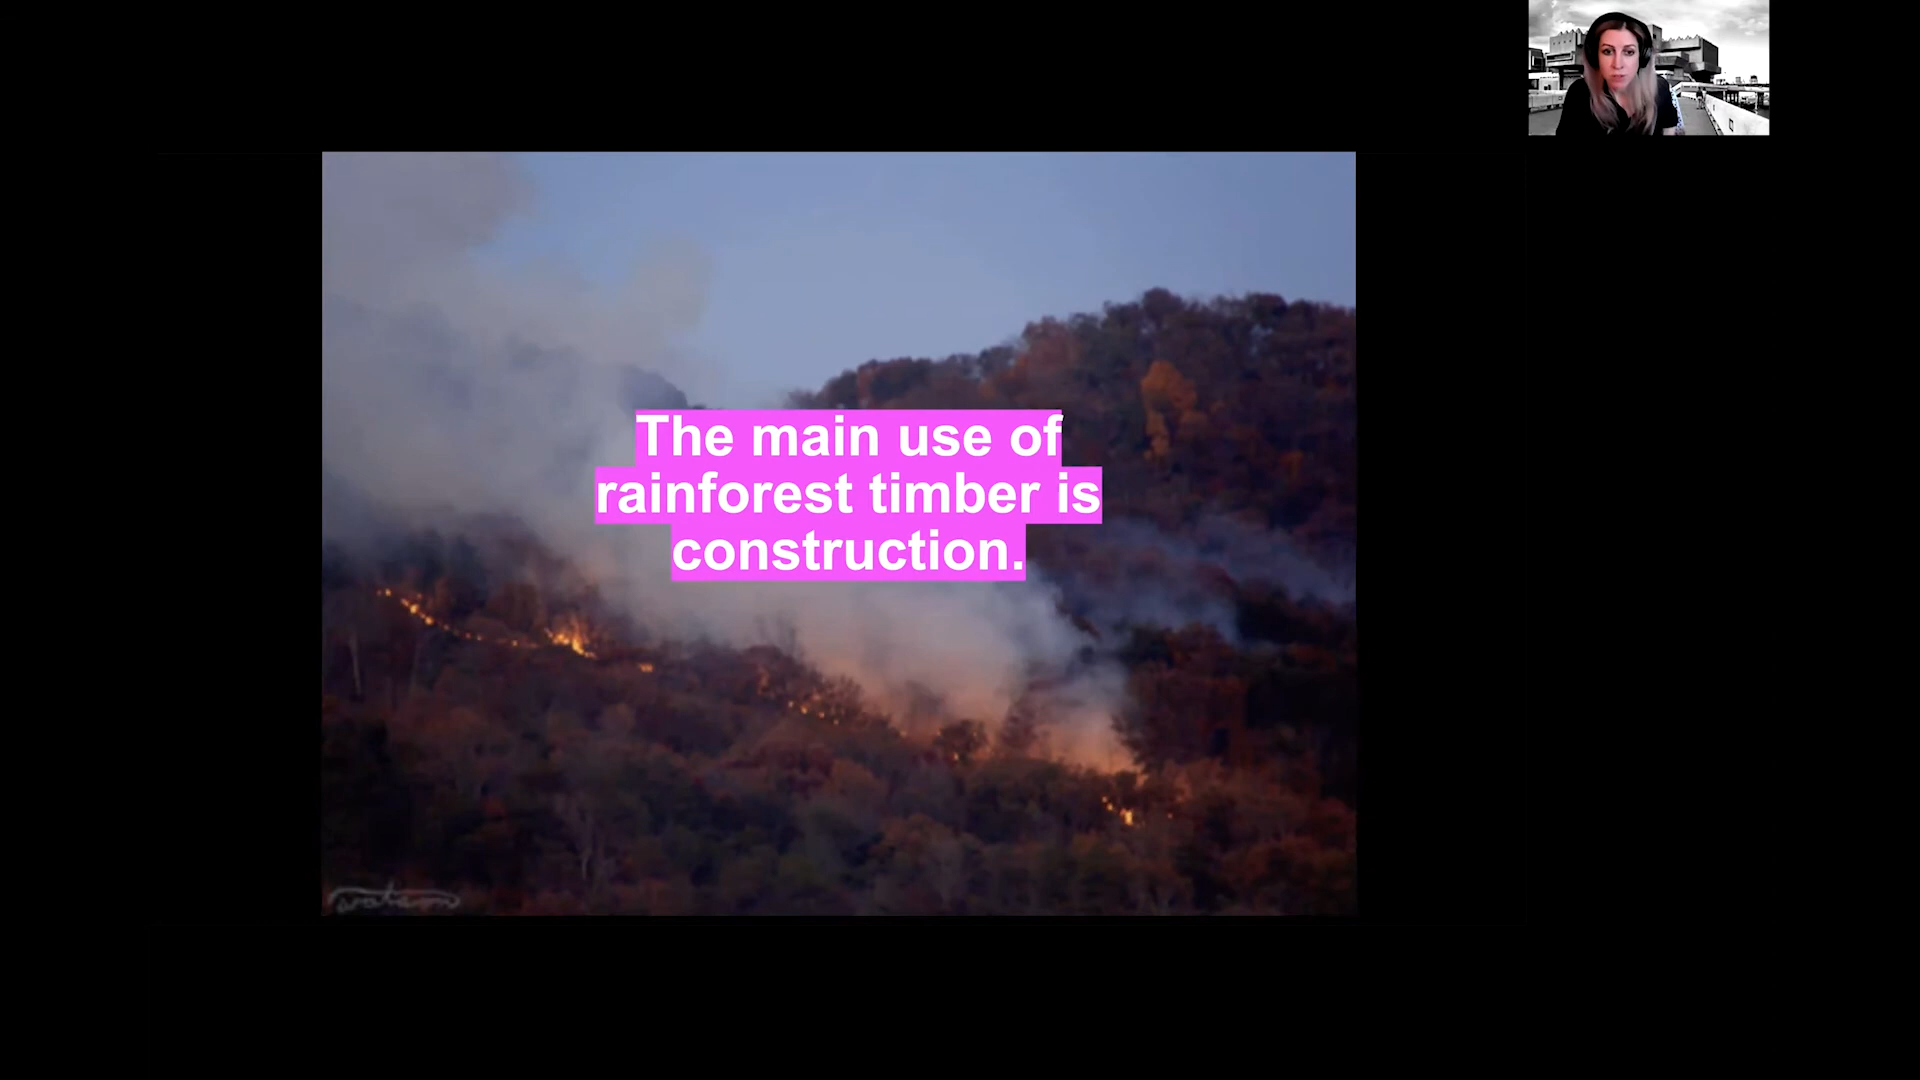 The main use of
rainforest timber is
construction.